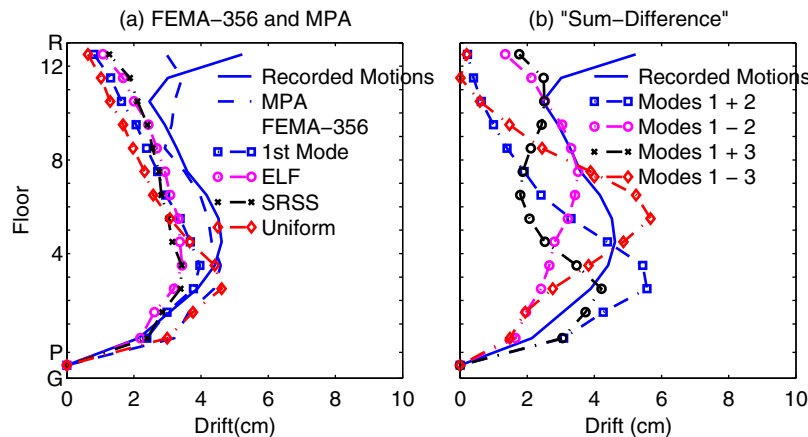 (a) FEMA−356 and MPA
R
12
8
4
P
G
Floor
Recorded Motions
MPA
FEMA−356
1st Mode
ELF
SRSS
Uniform
0
2
4
6
8
10
Drift(cm)
(b) "Sum−Difference"
Recorded Motions
Modes 1 + 2
Modes 1 − 2
Modes 1 + 3
Modes 1 − 3
0
2
4
6
8
10
Drift (cm)